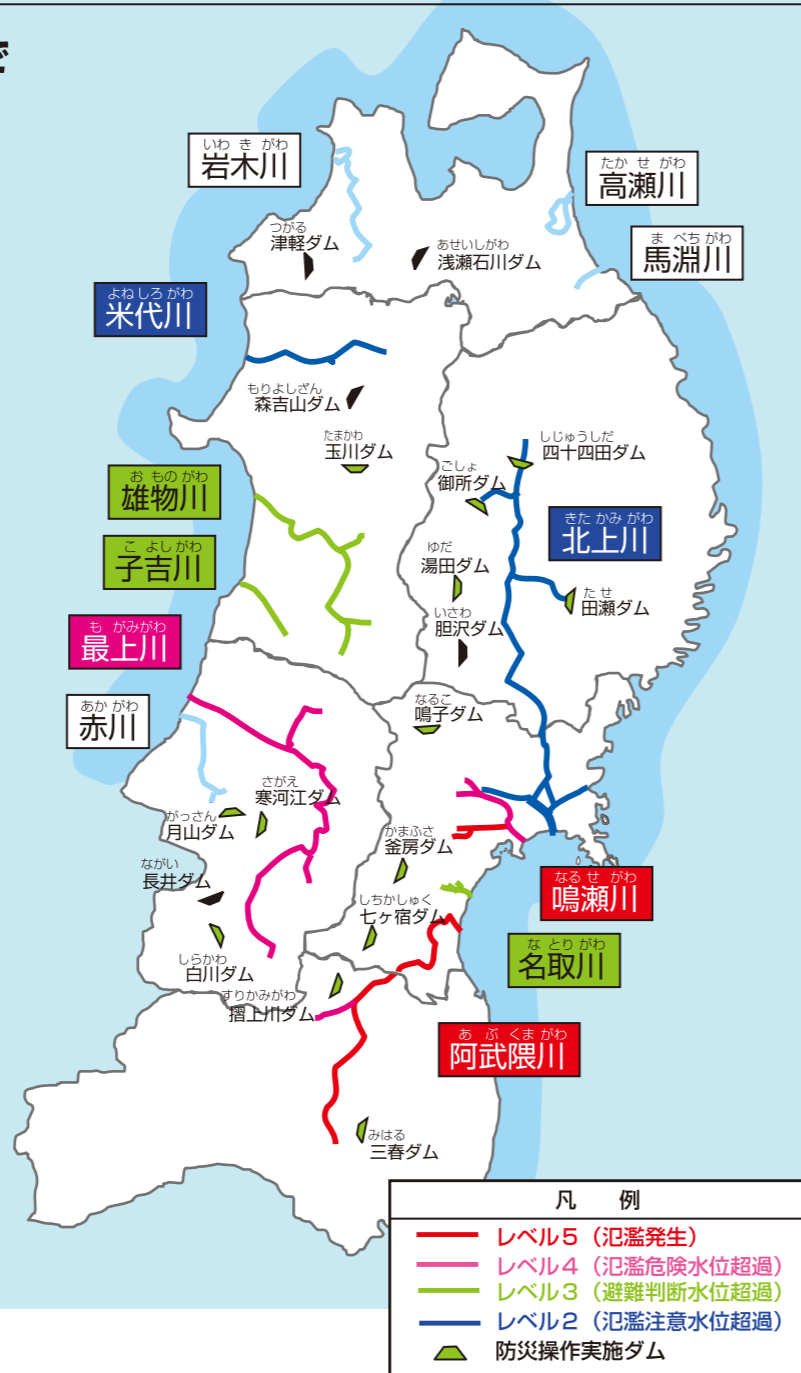 いわきがわ
岩木川
たかせがわ
高瀬川
つがる
津軽ダム
あせいしがわ
浅瀬石川ダム
まべちがわ
馬淵川
よねしろがわ
米代川
もりよしざん
森吉山ダム
たまかわ
玉川ダム
しじゅうしだ
四十四田ダム
ごしょ
御所ダム
おものがわ
雄物川
きたかみがわ
北上川
こよしがわ
子吉川
ゆだ
湯田ダム
たせ
田瀬ダム
いさわ
胆沢ダム
もがみがわ
最上川
あかがわ
赤川
なるこ
鳴子ダム
さがえ
寒河江ダム
がっさん
月山ダム
かまふさ
釜房ダム
ながい
長井ダム
なるせがわ
鳴瀬川
しちかしゅく
七ヶ宿ダム
なとりがわ
名取川
しらかわ
白川ダム
すりかみがわ
摺上川ダム
あぶくまがわ
阿武隈川
みはる
三春ダム
凡 例
レベル5（氾濫発生）
レベル4（氾濫危険水位超過）
レベル3（避難判断水位超過）
レベル2（氾濫注意水位超過）
防災操作実施ダム